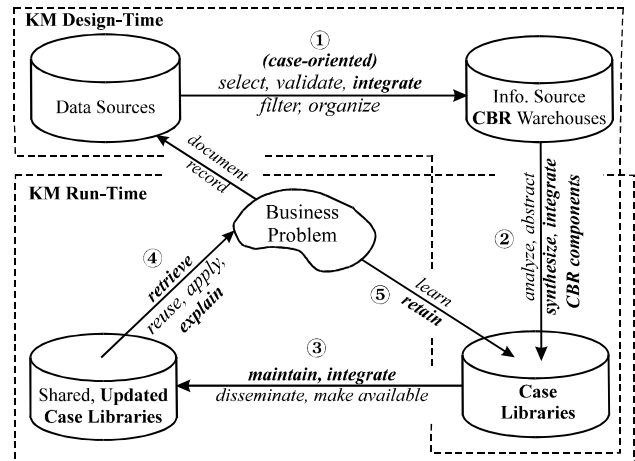 KM Design-Time
①
(case-oriented)
select, validate, integrate
filter, organize
Data Sources
Info. Source
CBR Warehouses
document
record
KM Run-Time
Business
Problem
②
analyze, abstract
synthesize, integrate
CBR components
④
retrieve
reuse, apply,
explain
⑤
learn
retain
③
maintain, integrate
disseminate, make available
Shared, Updated
Case Libraries
Case
Libraries